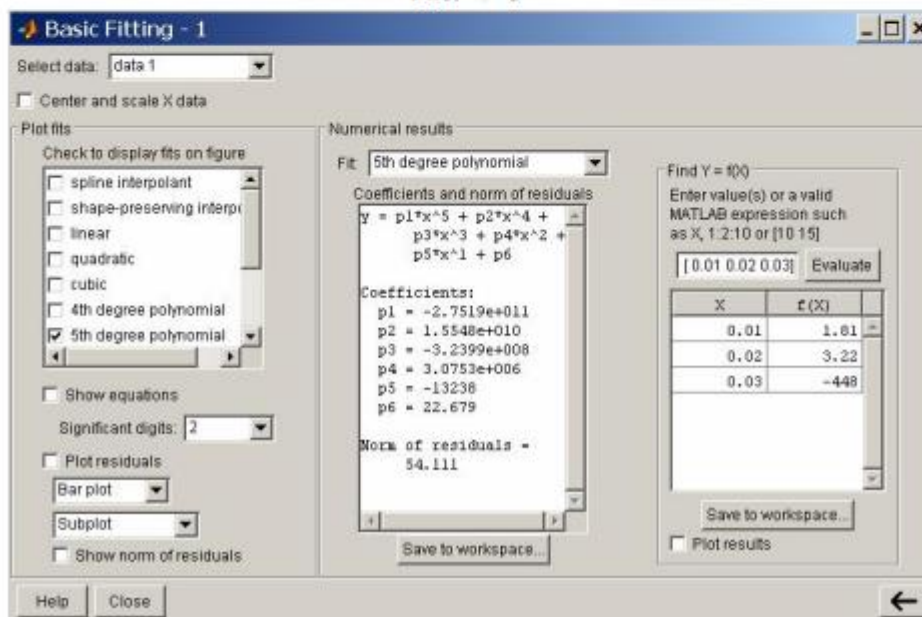 Basic Fitting - 1
Select data: data 1
Center and scale X data
Plot fits
Check to display fits on figure
spline interpolant
shape-preserving interp
linear
quadratic
cubic
4th degree polynomial
5th degree polynomial
Show equations
Significant digits: 2
Plot residuals
Bar plot
Subplot
Show norm of residuals
Numerical results
Fit: 5th degree polynomial
Coefficients and norm of residuals
y = p1*x^5 + p2*x^4 +
p3*x^3 + p4*x^2 +
p5*x^1 + p6
Coefficients:
p1 = -2.7519e+011
p2 = 1.5548e+010
p3 = -3.2399e+008
p4 = 3.0753e+006
p5 = -13238
p6 = 22.679
Norm of residuals =
54.111
Save to workspace...
Find Y = f(X)
Enter value(s) or a valid
MATLAB expression such
as X, 1:2:10 or [10 15]
[ 0.01 0.02 0.03] Evaluate
X f(X)
0.01 1.81
0.02 3.22
0.03 -448
Save to workspace...
Plot results
Help Close